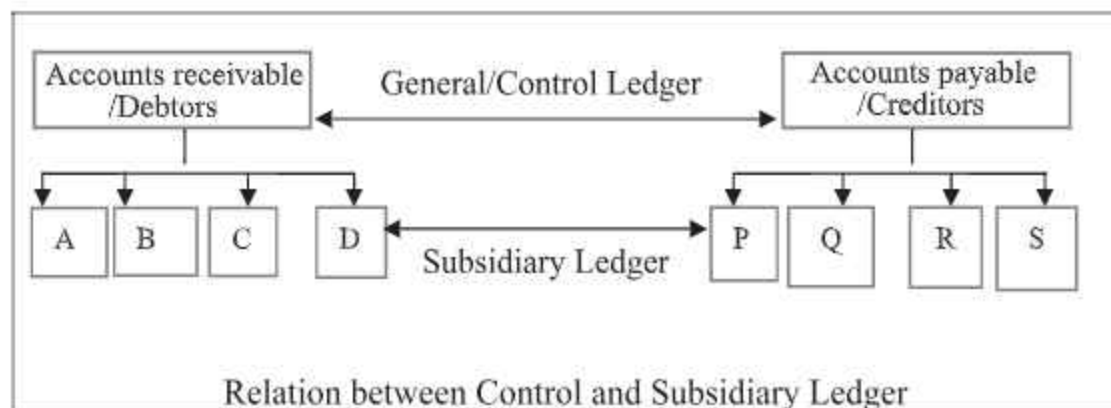 Accounts receivable
/Debtors
General/Control Ledger
Accounts payable
/Creditors
A
B
C
D
Subsidiary Ledger
P
Q
R
S
Relation between Control and Subsidiary Ledger